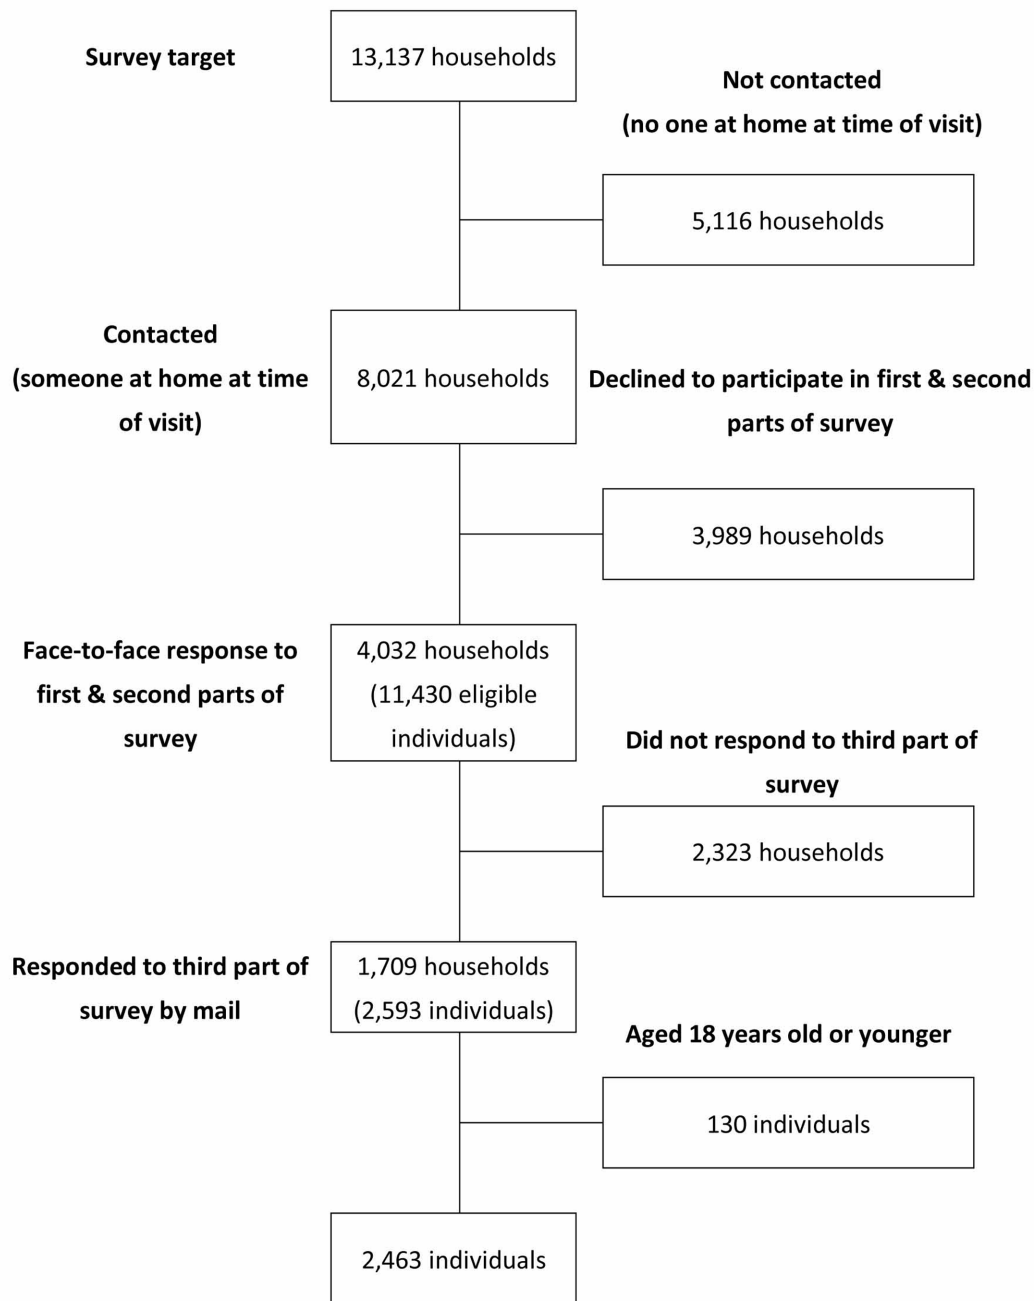 Survey target
13,137 households
Not contacted
(no one at home at time of visit)
5,116 households
Contacted
(someone at home at time
of visit)
8,021 households
Declined to participate in first & second
parts of survey
3,989 households
Face-to-face response to
first & second parts of
survey
4,032 households
(11,430 eligible
individuals)
Did not respond to third part of
survey
2,323 households
Responded to third part of
survey by mail
1,709 households
(2,593 individuals)
Aged 18 years old or younger
130 individuals
2,463 individuals